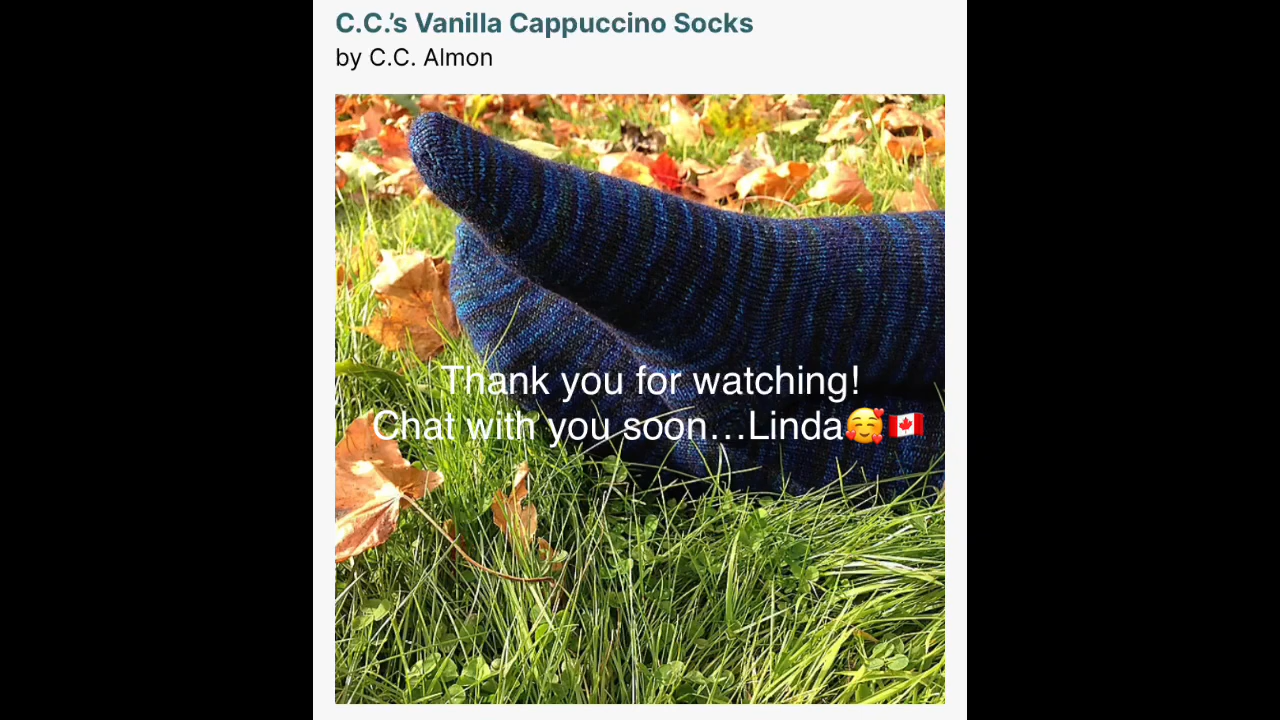 C.C.’s Vanilla Cappuccino Socks
by C.C. Almon
Thank you for watching!
Chat with you soon…Linda🥰🇨🇦